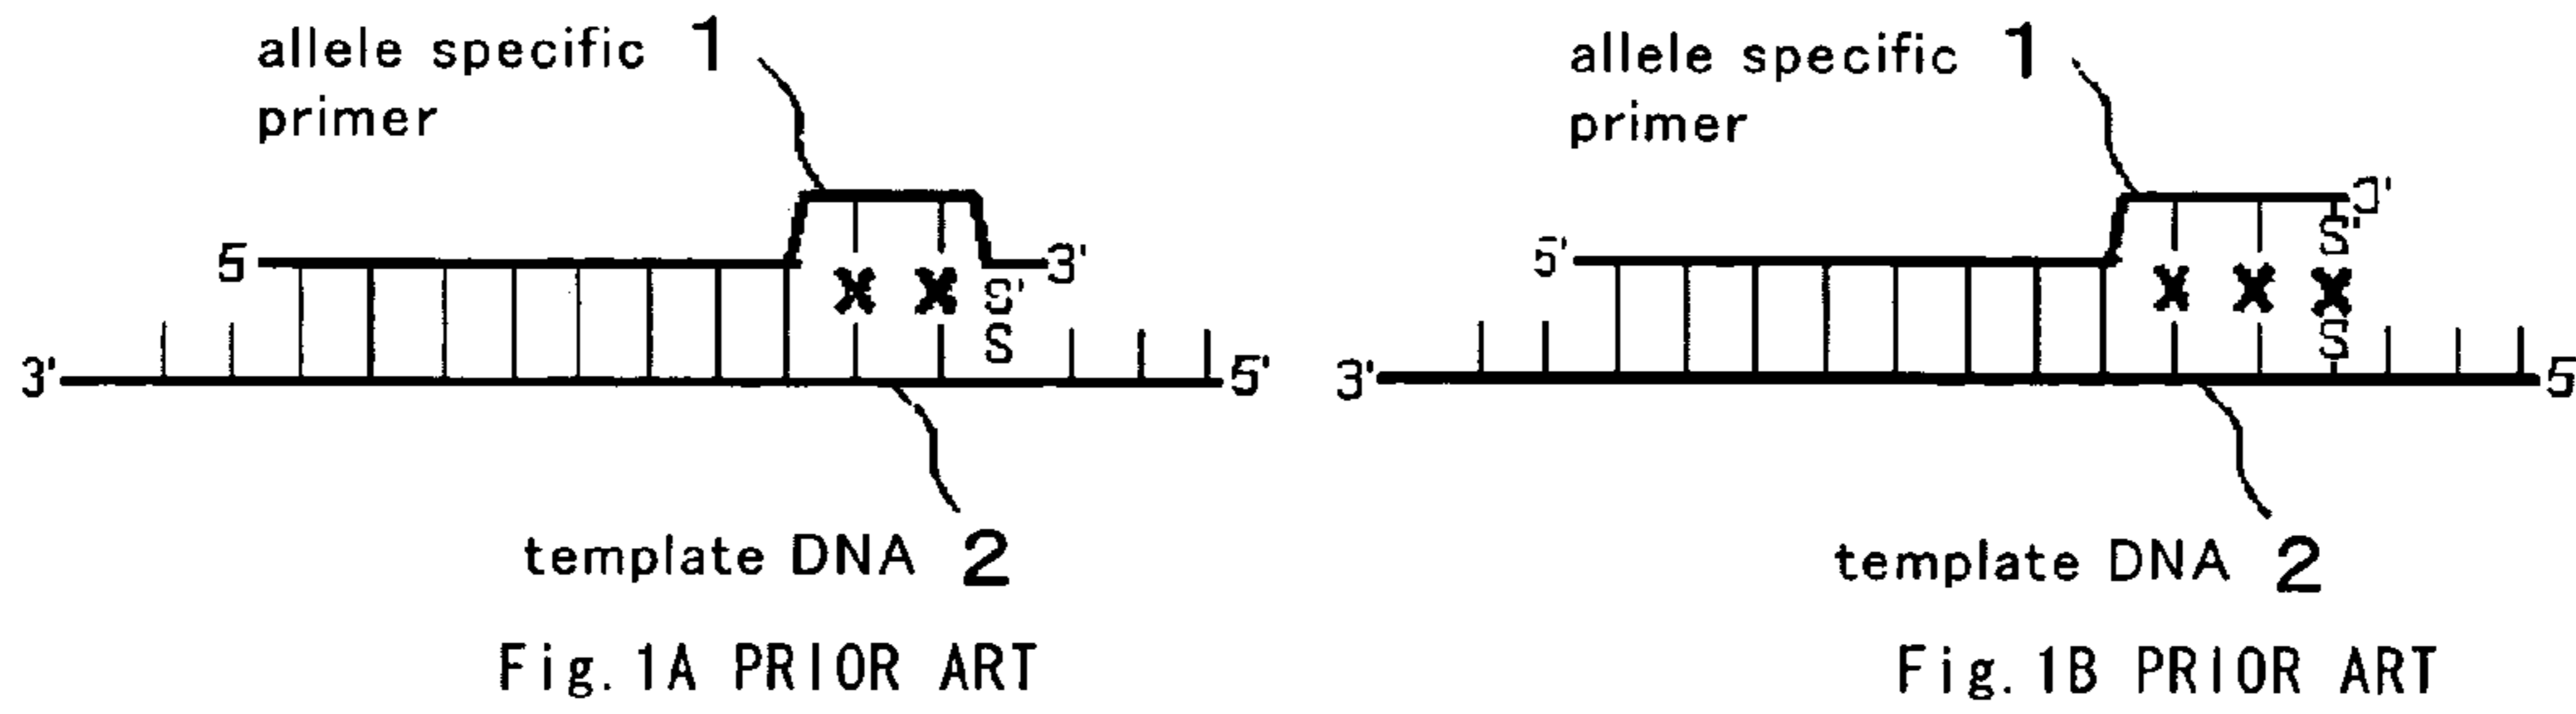 allele specific 1
primer
5
3'
S'
S
3'
5'
template DNA 2
Fig. 1A PRIOR ART
allele specific 1
primer
5'
S'
S
3'
5
template DNA 2
Fig. 1B PRIOR ART